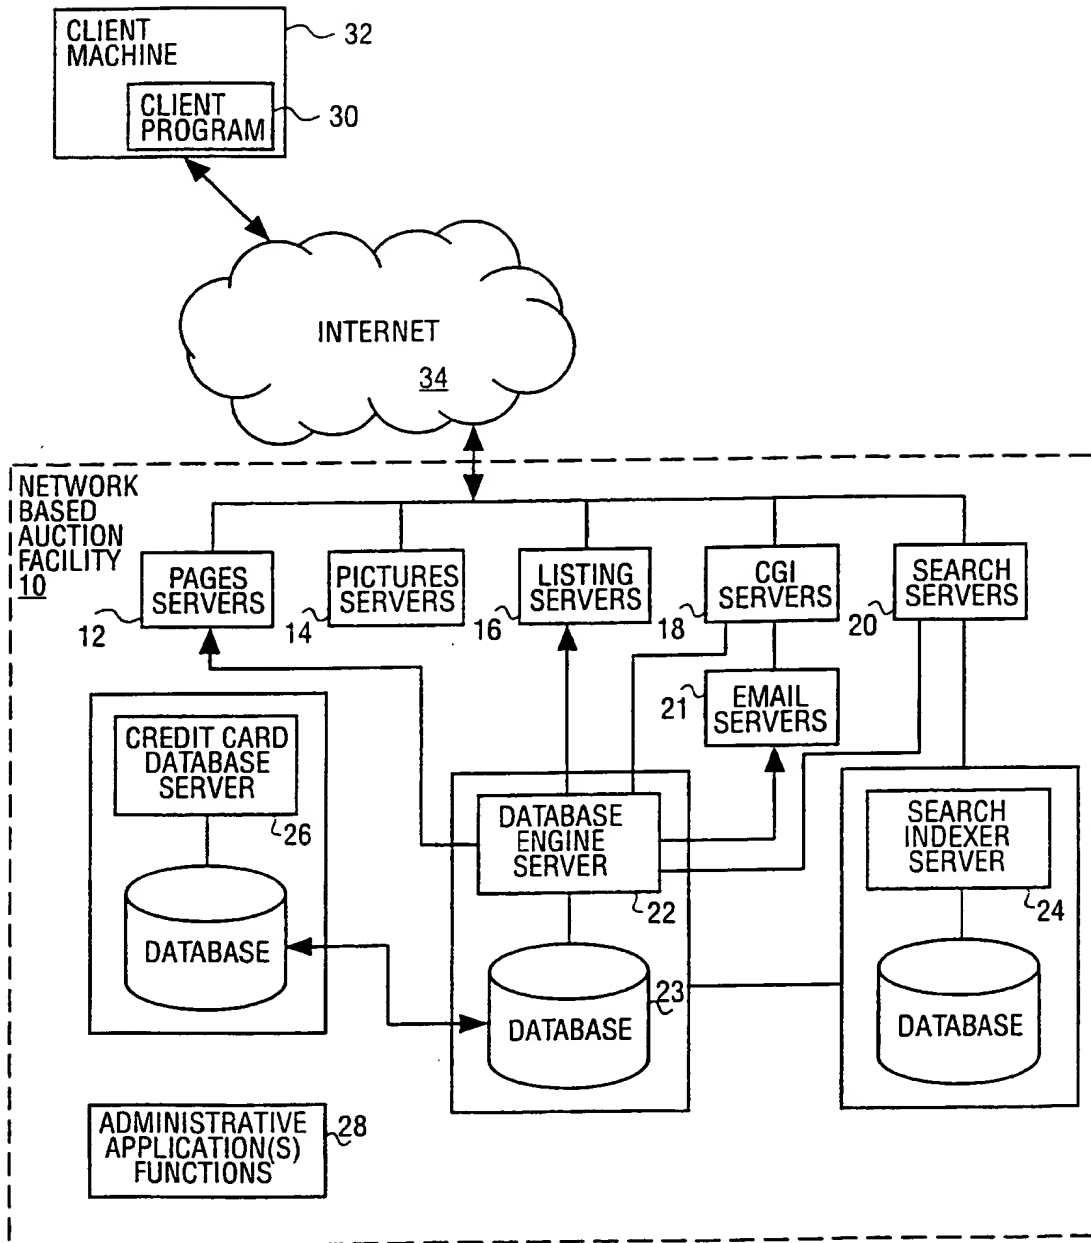 CLIENT
MACHINE
32
CLIENT
PROGRAM
30
INTERNET
34
NETWORK
BASED
AUCTION
FACILITY
10
PAGES
SERVERS
12
PICTURES
SERVERS
14
LISTING
SERVERS
16
CGI
SERVERS
18
SEARCH
SERVERS
20
EMAIL
SERVERS
21
CREDIT CARD
DATABASE
SERVER
26
DATABASE
DATABASE
ENGINE
SERVER
22
DATABASE
23
SEARCH
INDEXER
SERVER
24
DATABASE
ADMINISTRATIVE
APPLICATION(S)
FUNCTIONS
28